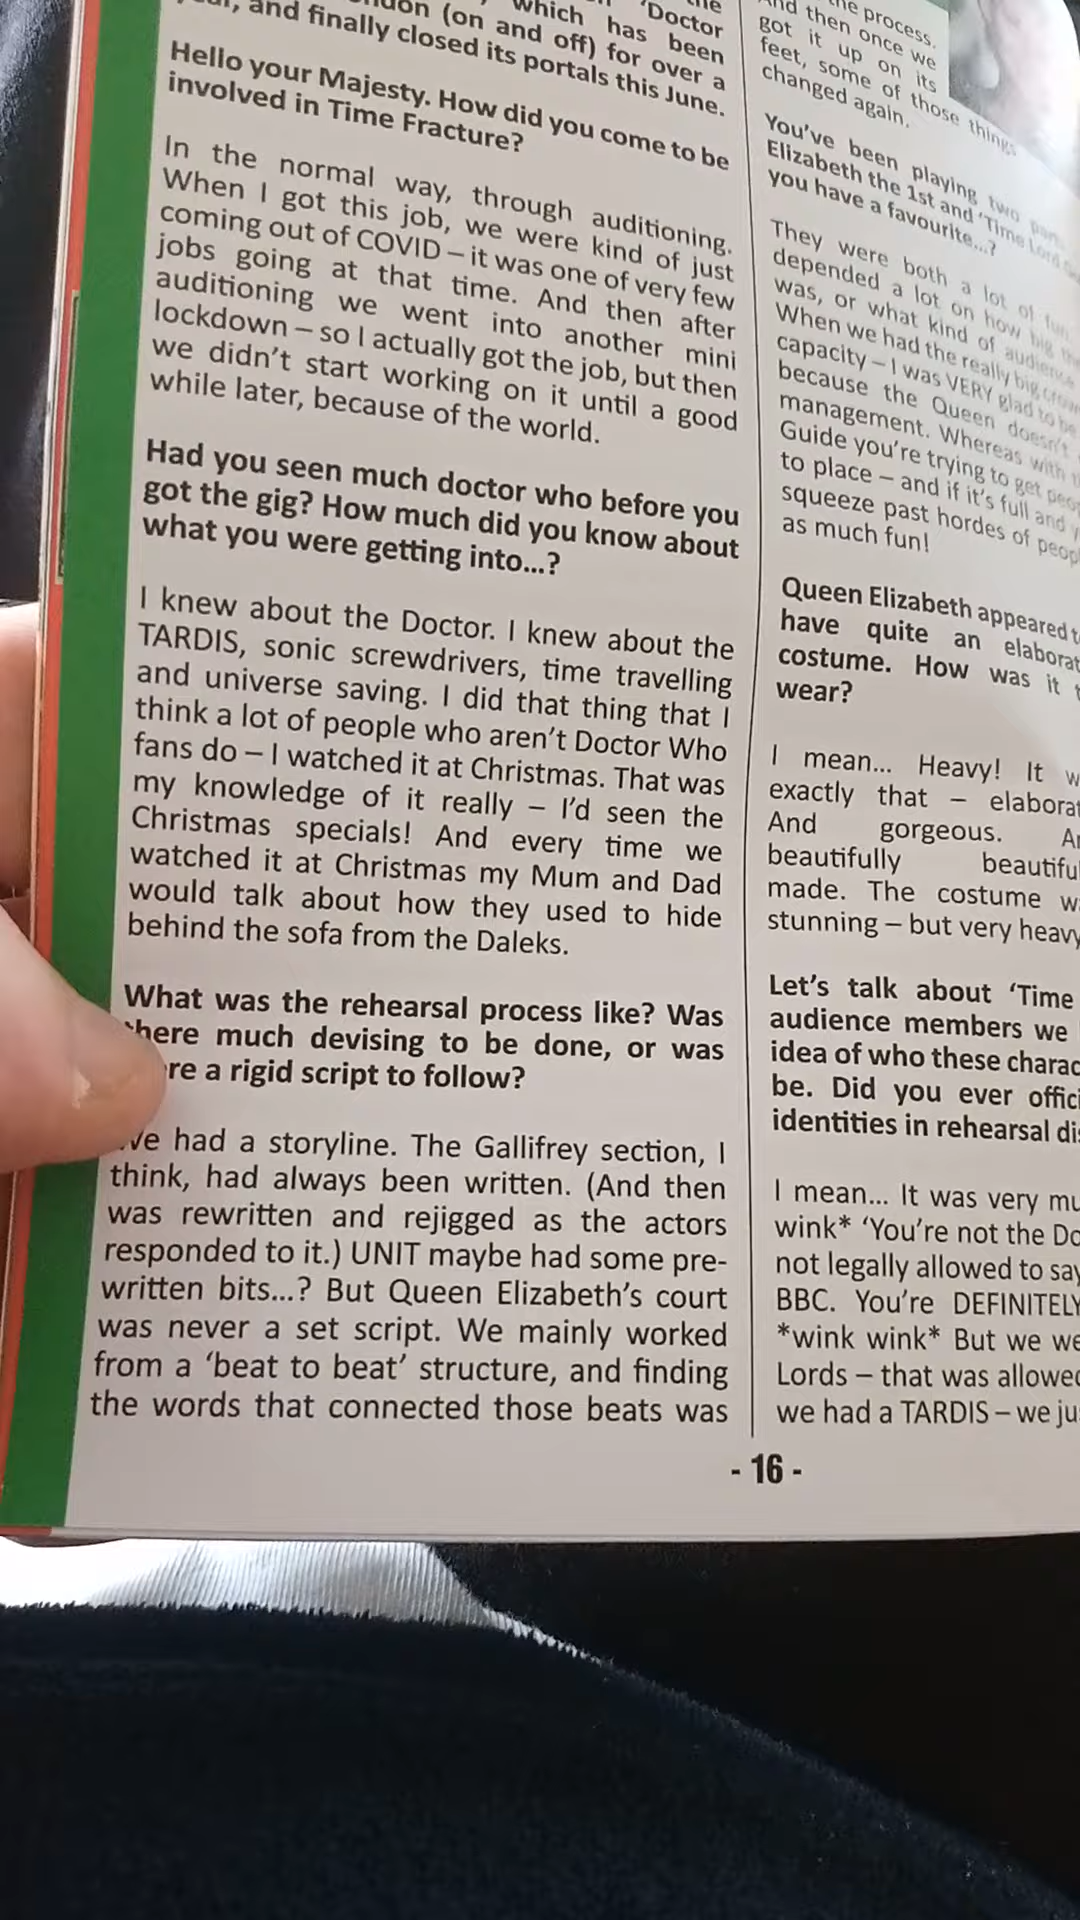 which has been
'Doctor
(on and off) for over a
and finally closed its portals this June.
Hello your Majesty. How did you come to be
involved in Time Fracture?
In the normal way, through auditioning.
When I got this job, we were kind of just
coming out of COVID – it was one of very few
jobs going at that time. And then after
auditioning we went into another mini
lockdown – so I actually got the job, but then
we didn't start working on it until a good
while later, because of the world.
Had you seen much doctor who before you
got the gig? How much did you know about
what you were getting into...?
I knew about the Doctor. I knew about the
TARDIS, sonic screwdrivers, time travelling
and universe saving. I did that thing that I
think a lot of people who aren't Doctor Who
fans do – I watched it at Christmas. That was
my knowledge of it really – I'd seen the
Christmas specials! And every time we
watched it at Christmas my Mum and Dad
would talk about how they used to hide
behind the sofa from the Daleks.
What was the rehearsal process like? Was
there much devising to be done, or was
a rigid script to follow?
We had a storyline. The Gallifrey section, I
think, had always been written. (And then
was rewritten and rejigged as the actors
responded to it.) UNIT maybe had some pre-
written bits...? But Queen Elizabeth's court
was never a set script. We mainly worked
from a 'beat to beat' structure, and finding
the words that connected those beats was
the process.
And then once we
got it up on its
feet, some of those things
changed again.
You've been playing two
Elizabeth the 1st and 'Time Lord
you have a favourite...?
They were both a lot of fun
depended a lot on how big the
was, or what kind of audience
When we had the really big
capacity – I was VERY glad to be
because the Queen doesn't
management. Whereas with
Guide you're trying to get
to place – and if it's full and
squeeze past hordes of
as much fun!
Queen Elizabeth appeared
have quite an
costume. How was it
wear?
I mean... Heavy! It
exactly that –
And gorgeous.
beautifully
made. The costume
stunning – but very heavy
Let's talk about 'Time
audience members we
idea of who these
be. Did you ever
identities in rehearsal
I mean... It was very
wink* 'You're not the
not legally allowed to say
BBC. You're DEFINITELY
*wink wink* But we
Lords – that was
we had a TARDIS – we
- 16 -